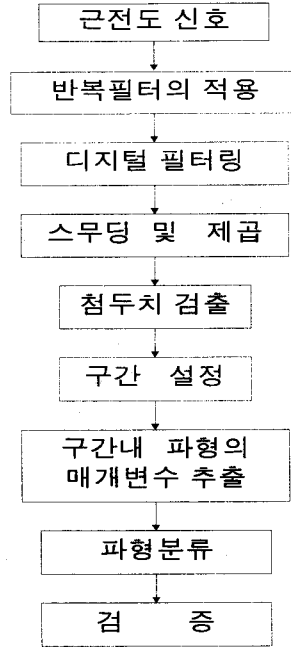 근전도 신호
반복필터의 적용
디지털 필터링
스무딩 및 제곱
첨두치 검출
구간 설정
구간내 파형의
매개변수 추출
파형분류
검 증